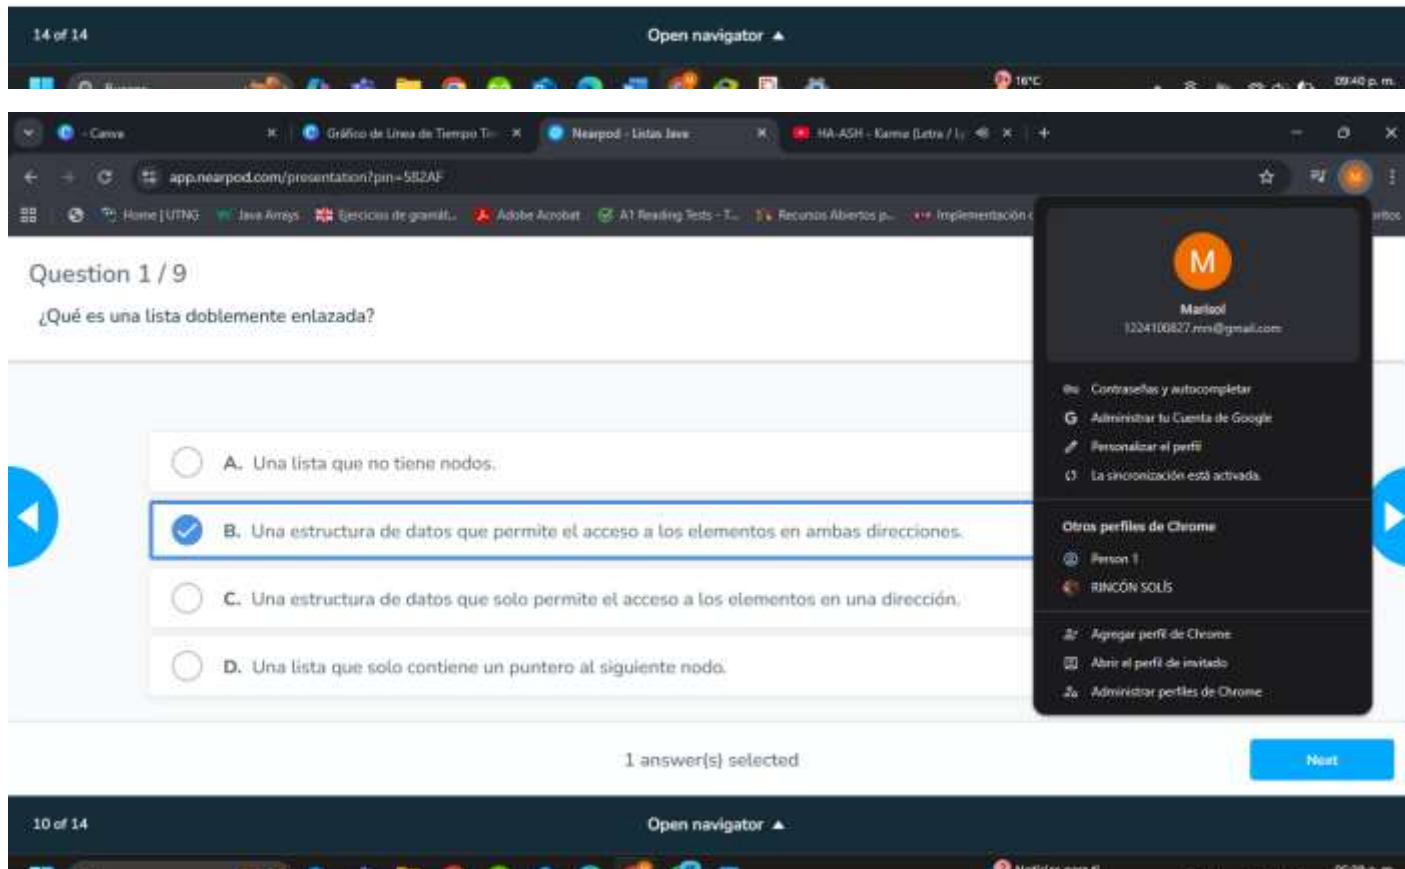 14 of 14
Open navigator
16°C
09:40 p. m.
- Canva
Gráfico de Línea de Tiempo
Nearpod - Listas Java
HA-ASH - Karma (Letra /
app.nearpod.com/presentation?pin=582AF
Home | UTNG
Java Arrays
Ejercicios de gramát...
Adobe Acrobat
A1 Reading Tests - T...
Recursos Abiertos p...
Implementación
Question 1 / 9
¿Qué es una lista doblemente enlazada?
M
Marisol
1224100827.mri@gmail.com
Contraseñas y autocompletar
Administrar tu Cuenta de Google
Personalizar el perfil
La sincronización está activada.
Otros perfiles de Chrome
Person 1
RINCÓN SOLÍS
Agregar perfil de Chrome
Abrir el perfil de invitado
Administrar perfiles de Chrome
A. Una lista que no tiene nodos.
B. Una estructura de datos que permite el acceso a los elementos en ambas direcciones.
C. Una estructura de datos que solo permite el acceso a los elementos en una dirección.
D. Una lista que solo contiene un puntero al siguiente nodo.
1 answer(s) selected
Next
10 of 14
Open navigator